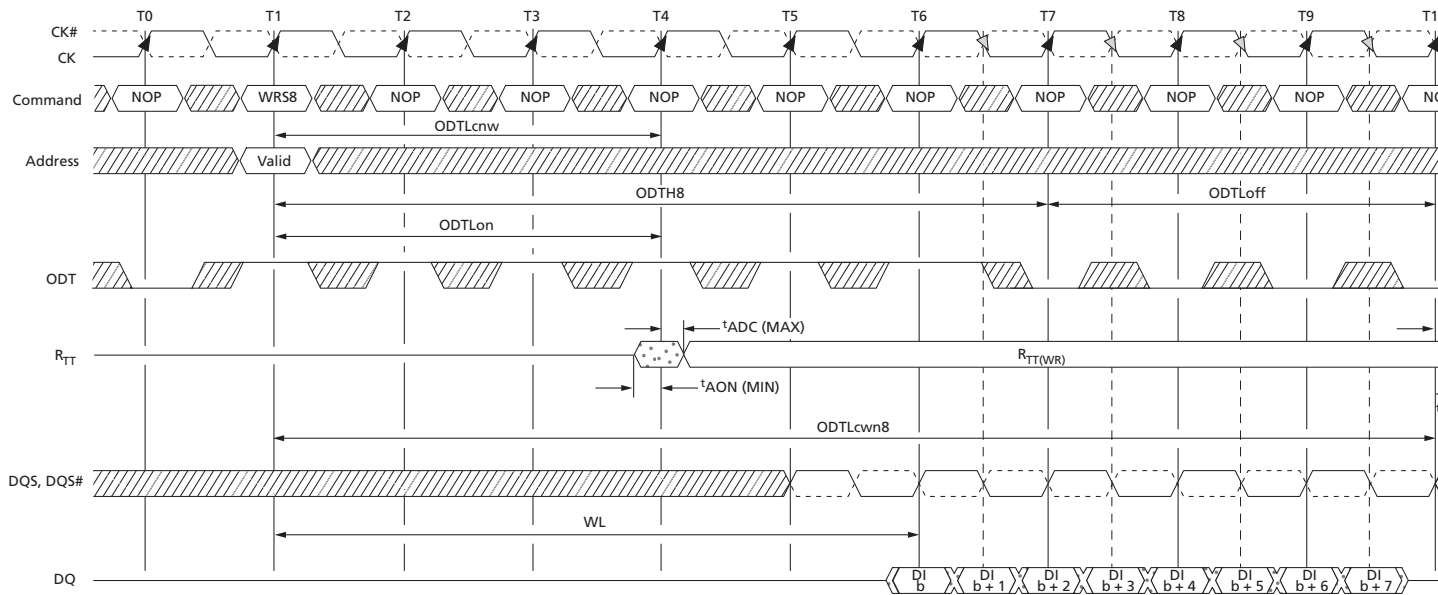 T0 T1 T2 T3 T4 T5 T6 T7 T8 T9 T1
CK#
CK
Command NOP WRS8 NOP NOP NOP NOP NOP NOP NOP NOP
ODTLcnw
Address Valid
ODTH8 ODTLoff
ODTLon
ODT
tADC (MAX)
RTT RTT(WR)
tAON (MIN)
ODTLcwn8
DQS, DQS#
WL
DQ DI b DI b + 1 DI b + 2 DI b + 3 DI b + 4 DI b + 5 DI b + 6 DI b + 7